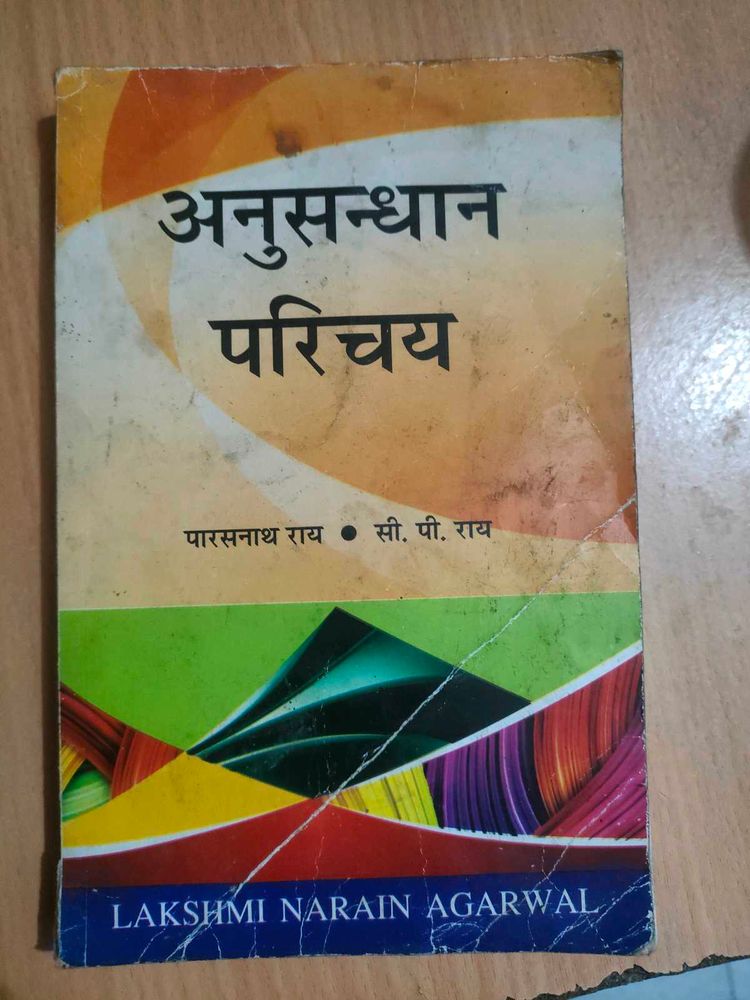 अनुसन्धान
परिचय
पारसनाथ राय ● सी. पी. राय
LAKSHMI NARAIN AGARWAL